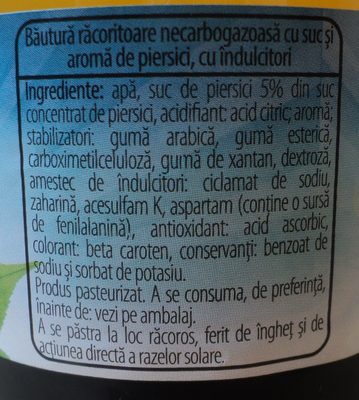 Băutură răcoritoare necarbogazoasă cu suc și
aromă de piersici, cu îndulcitori
Ingrediente: apă, suc de piersici 5% din suc
concentrat de piersici, acidifiant: acid citric; aromă;
stabilizatori: gumă arabică, gumă esterică,
carboximetilceluloză, gumă de xantan, dextroză,
amestec de îndulcitori: ciclamat de sodiu,
zaharină, acesulfam K, aspartam (conține o sursă
de fenilalanină), antioxidant: acid ascorbic,
colorant: beta caroten, conservanți: benzoat de
sodiu și sorbat de potasiu.
Produs pasteurizat. A se consuma, de preferință,
înainte de: vezi pe ambalaj.
A se păstra la loc răcoros, ferit de îngheț și de
acțiunea directă a razelor solare.